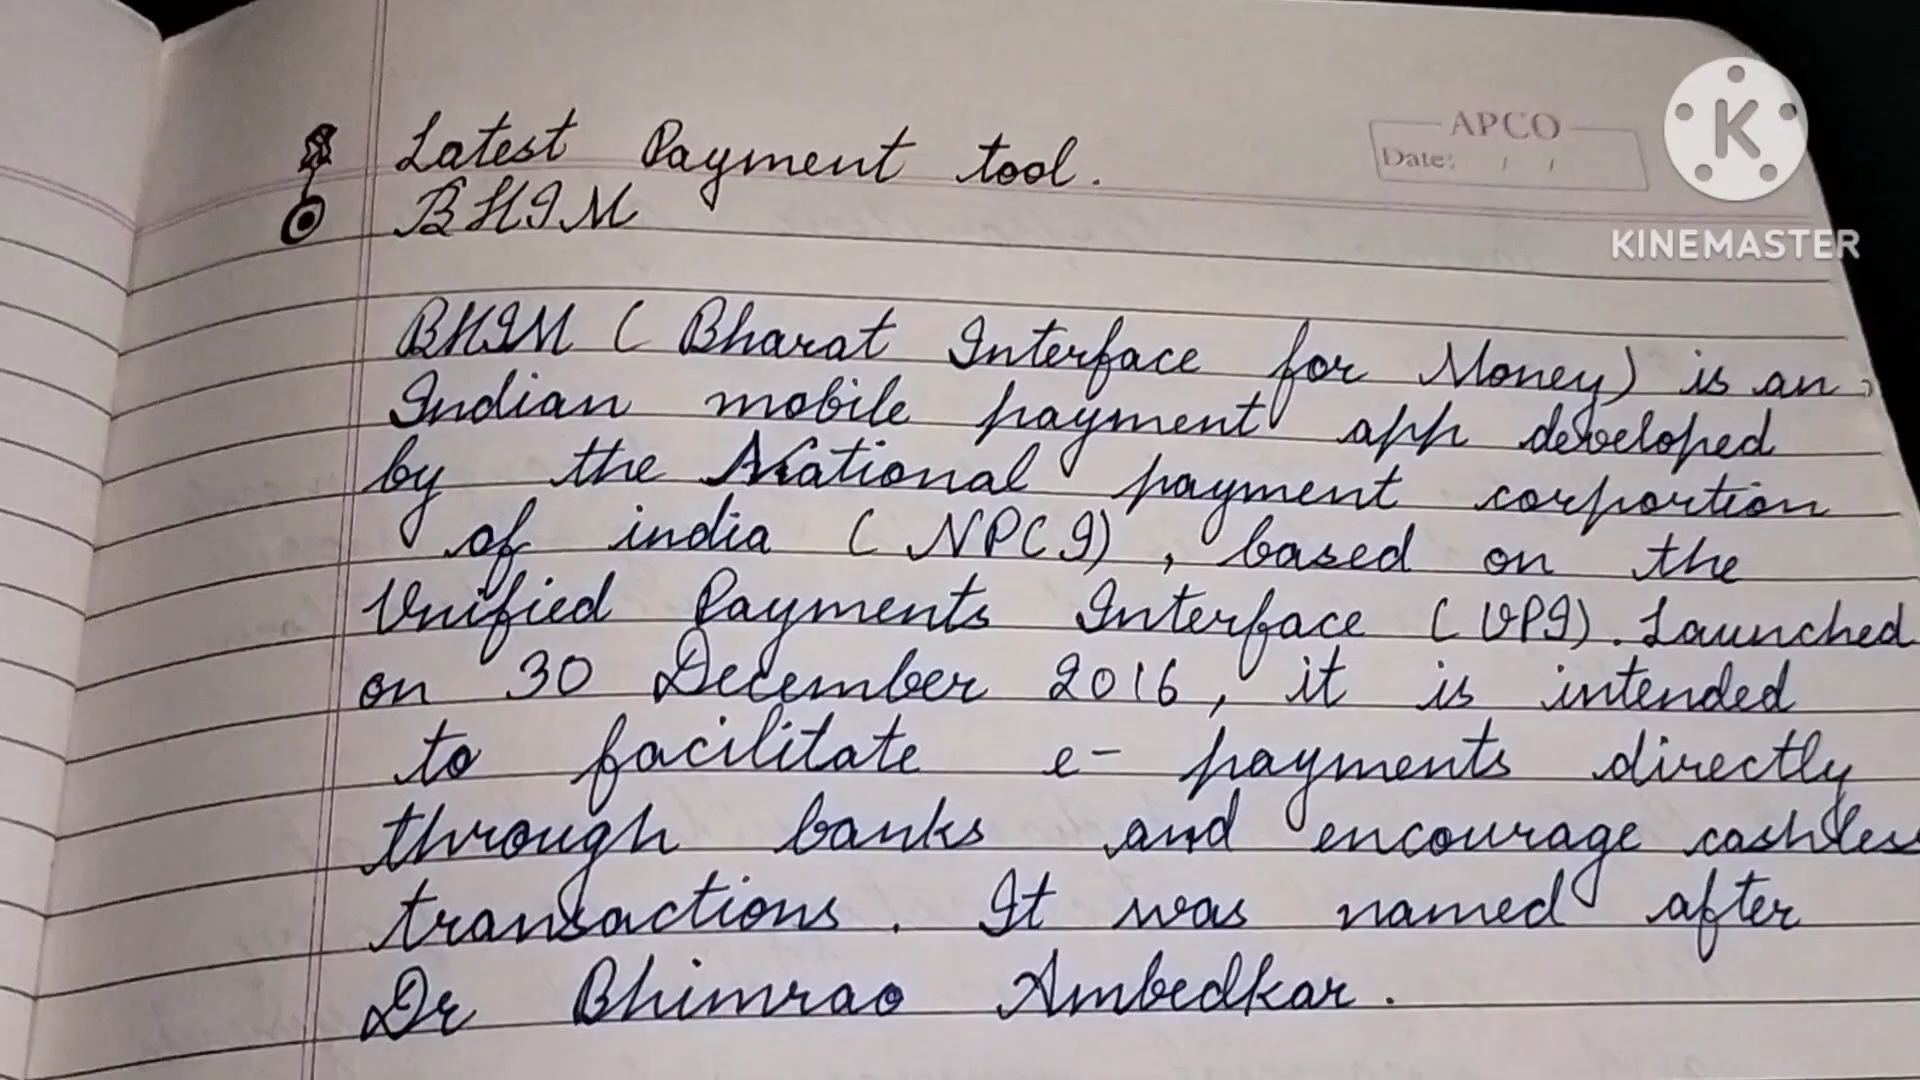 APCO
Date: / /
K
KINEMASTER
Latest Payment tool.
BHIM
BHIM ( Bharat Interface for Money) is an
Indian mobile payment app developed
by the National payment corportion
of india ( NPCI) , based on the
Unified Payments Interface (UPI). Launched
on 30 December 2016, it is intended
to facilitate e- payments directly
through banks and encourage cashless
transactions. It was named after
Dr Bhimrao Ambedkar.